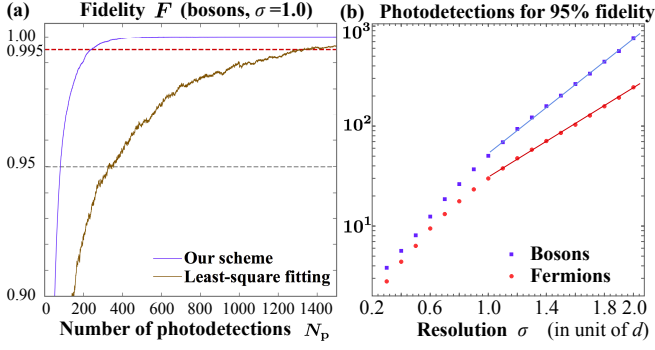 (a) Fidelity F (bosons, σ=1.0)
1.00
0.995
0.95
0.90
0 200 400 600 800 1000 1200 1400
Our scheme
Least-square fitting
Number of photodetections Np
(b) Photodetections for 95% fidelity
10³
10²
10¹
Bosons
Fermions
0.2 0.6 1.0 1.4 1.8 2.0
Resolution σ (in unit of d)